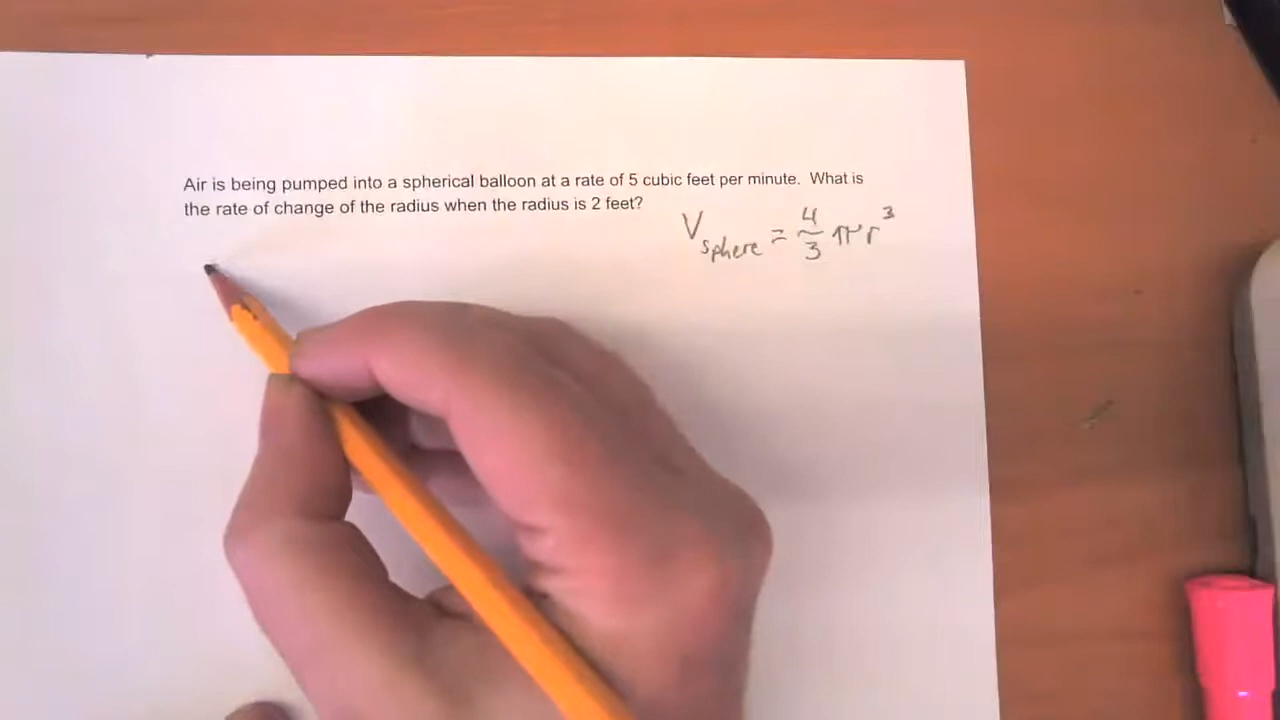 Air is being pumped into a spherical balloon at a rate of 5 cubic feet per minute.  What is
the rate of change of the radius when the radius is 2 feet?
V sphere = 4/3 πr³